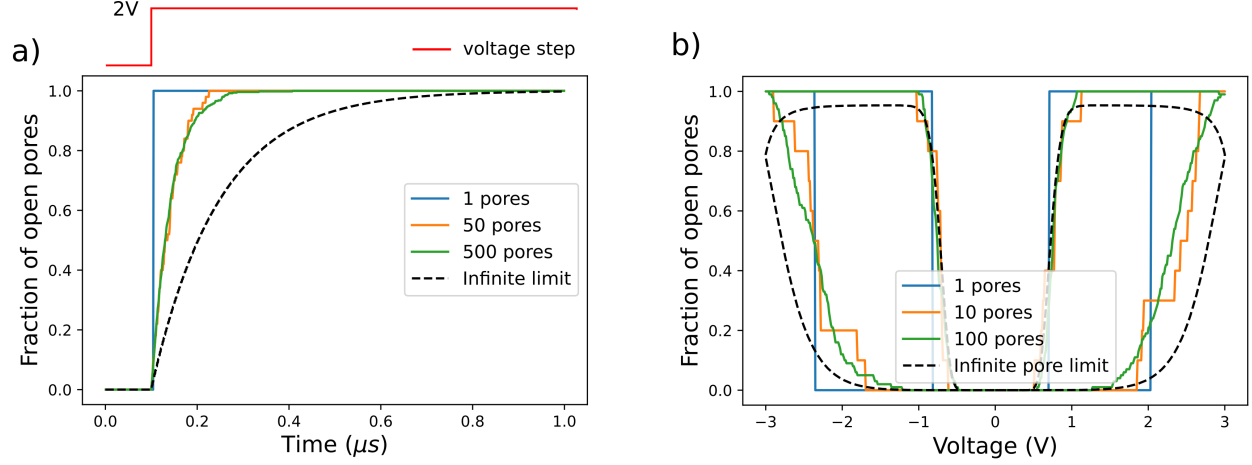 2V
a)
voltage step
1.0
0.8
0.6
0.4
0.2
0.0
Fraction of open pores
1 pores
50 pores
500 pores
Infinite limit
0.0 0.2 0.4 0.6 0.8 1.0
Time (μs)
b)
1.0
0.8
0.6
0.4
0.2
0.0
Fraction of open pores
1 pores
10 pores
100 pores
Infinite pore limit
−3 −2 −1 0 1 2 3
Voltage (V)